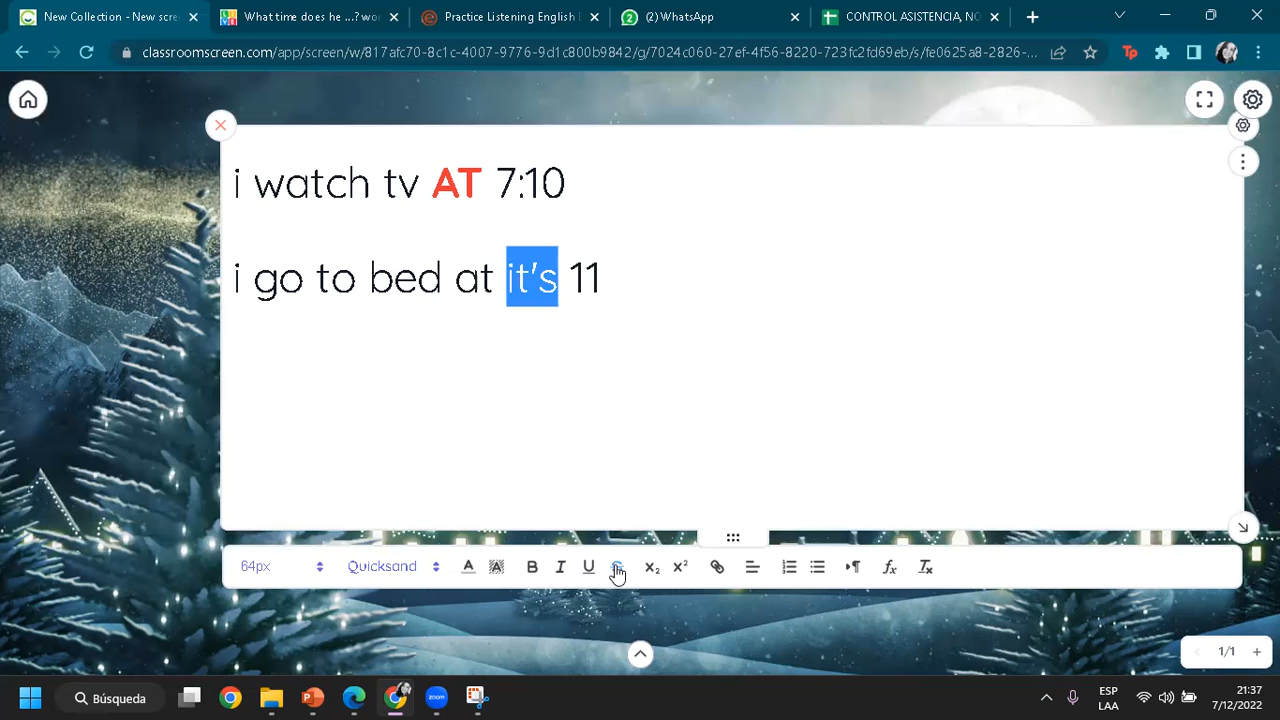 New Collection - New scre
What time does he ...? wo
Practice Listening English E
(2) WhatsApp
CONTROL ASISTENCIA, NO
classroomscreen.com/app/screen/w/817afc70-8c1c-4007-9776-9d1c800b9842/g/7024c060-27ef-4f56-8220-723fc2fd69eb/s/fe0625a8-2826-...
i watch tv AT 7:10
i go to bed at it's 11
64px Quicksand
1/1
Búsqueda
ESP
LAA
21:37
7/12/2022